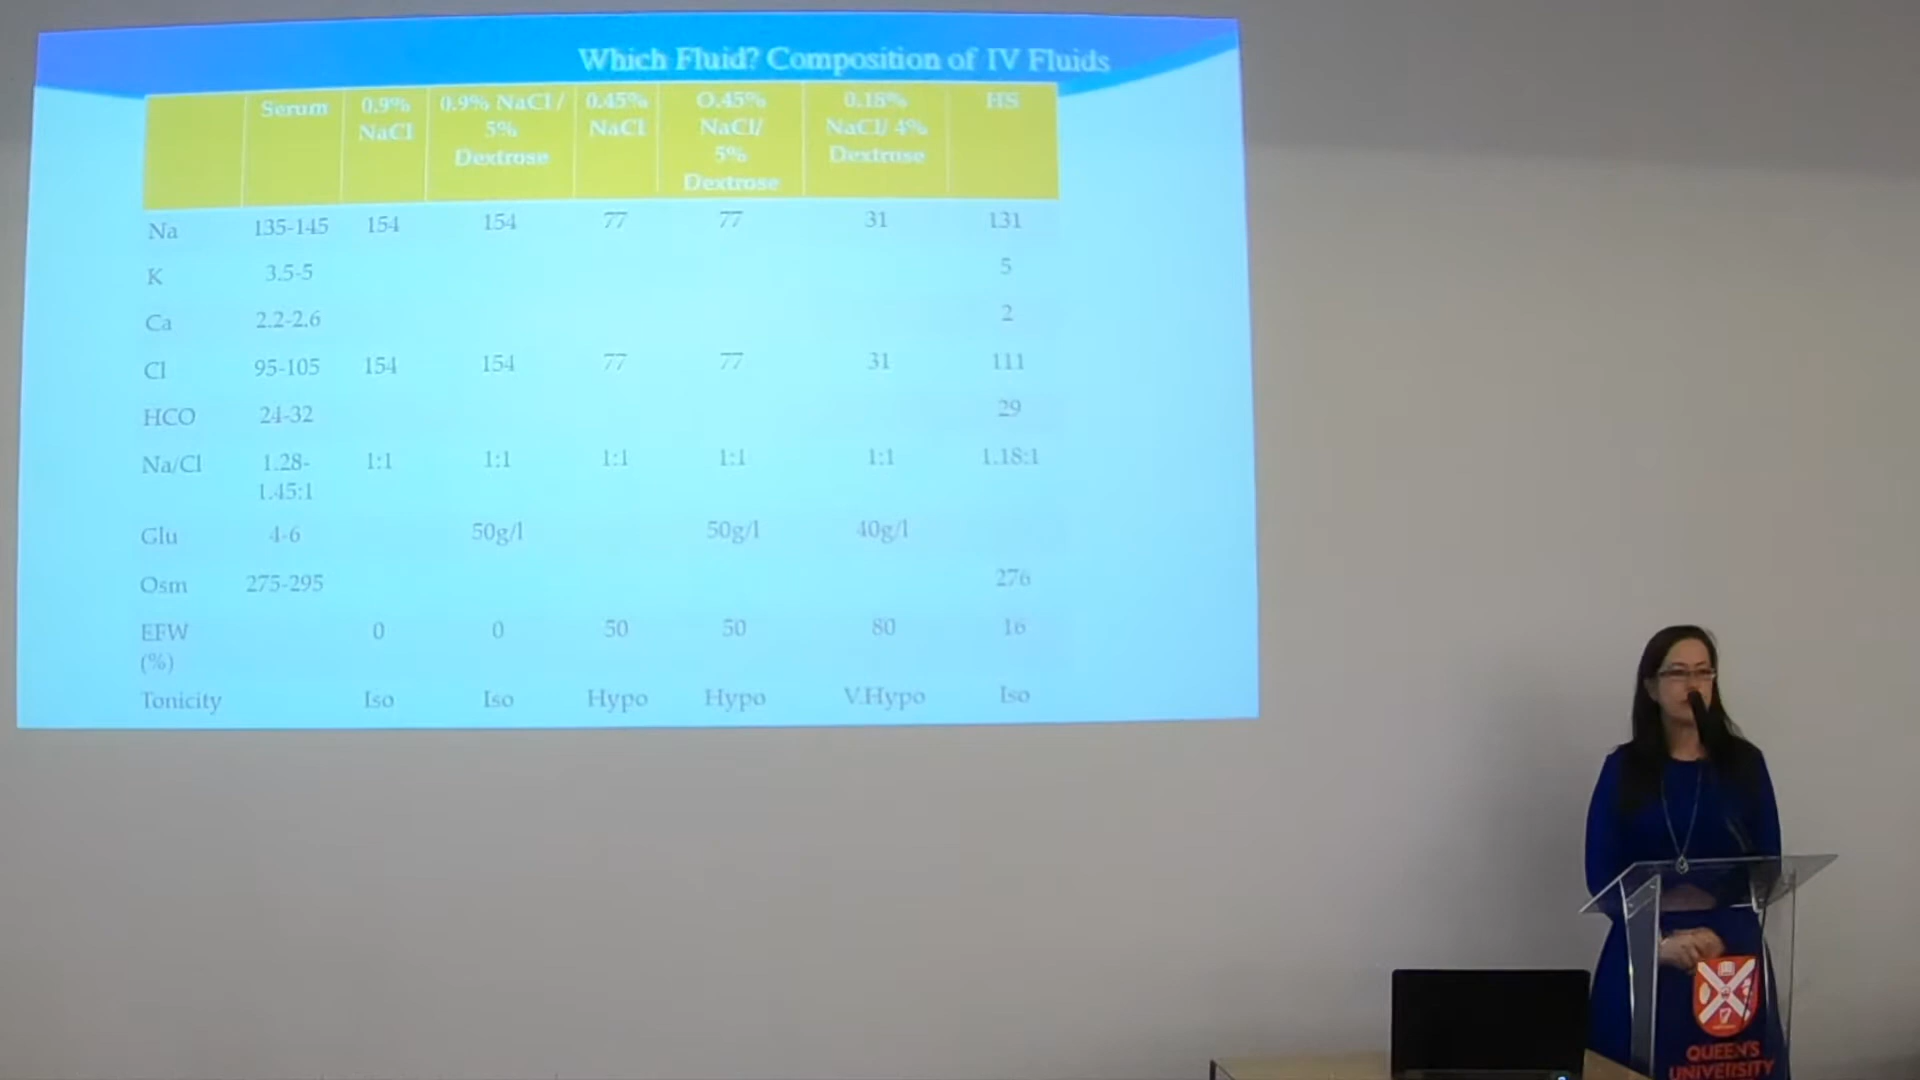 Which Fluid? Composition of IV Fluids
Serum 0.9% NaCl 0.9% NaCl / 5% Dextrose 0.45% NaCl O.45% NaCl/ 5% Dextrose 0.18% NaCl/ 4% Dextrose HS
Na 135-145 154 154 77 77 31 131
K 3.5-5 5
Ca 2.2-2.6 2
Cl 95-105 154 154 77 77 31 111
HCO 24-32 29
Na/Cl 1.28-1.45:1 1:1 1:1 1:1 1:1 1:1 1.18:1
Glu 4-6 50g/l 50g/l 40g/l
Osm 275-295 276
EFW (%) 0 0 50 50 80 16
Tonicity Iso Iso Hypo Hypo V.Hypo Iso
QUEEN'S
UNIVERSITY